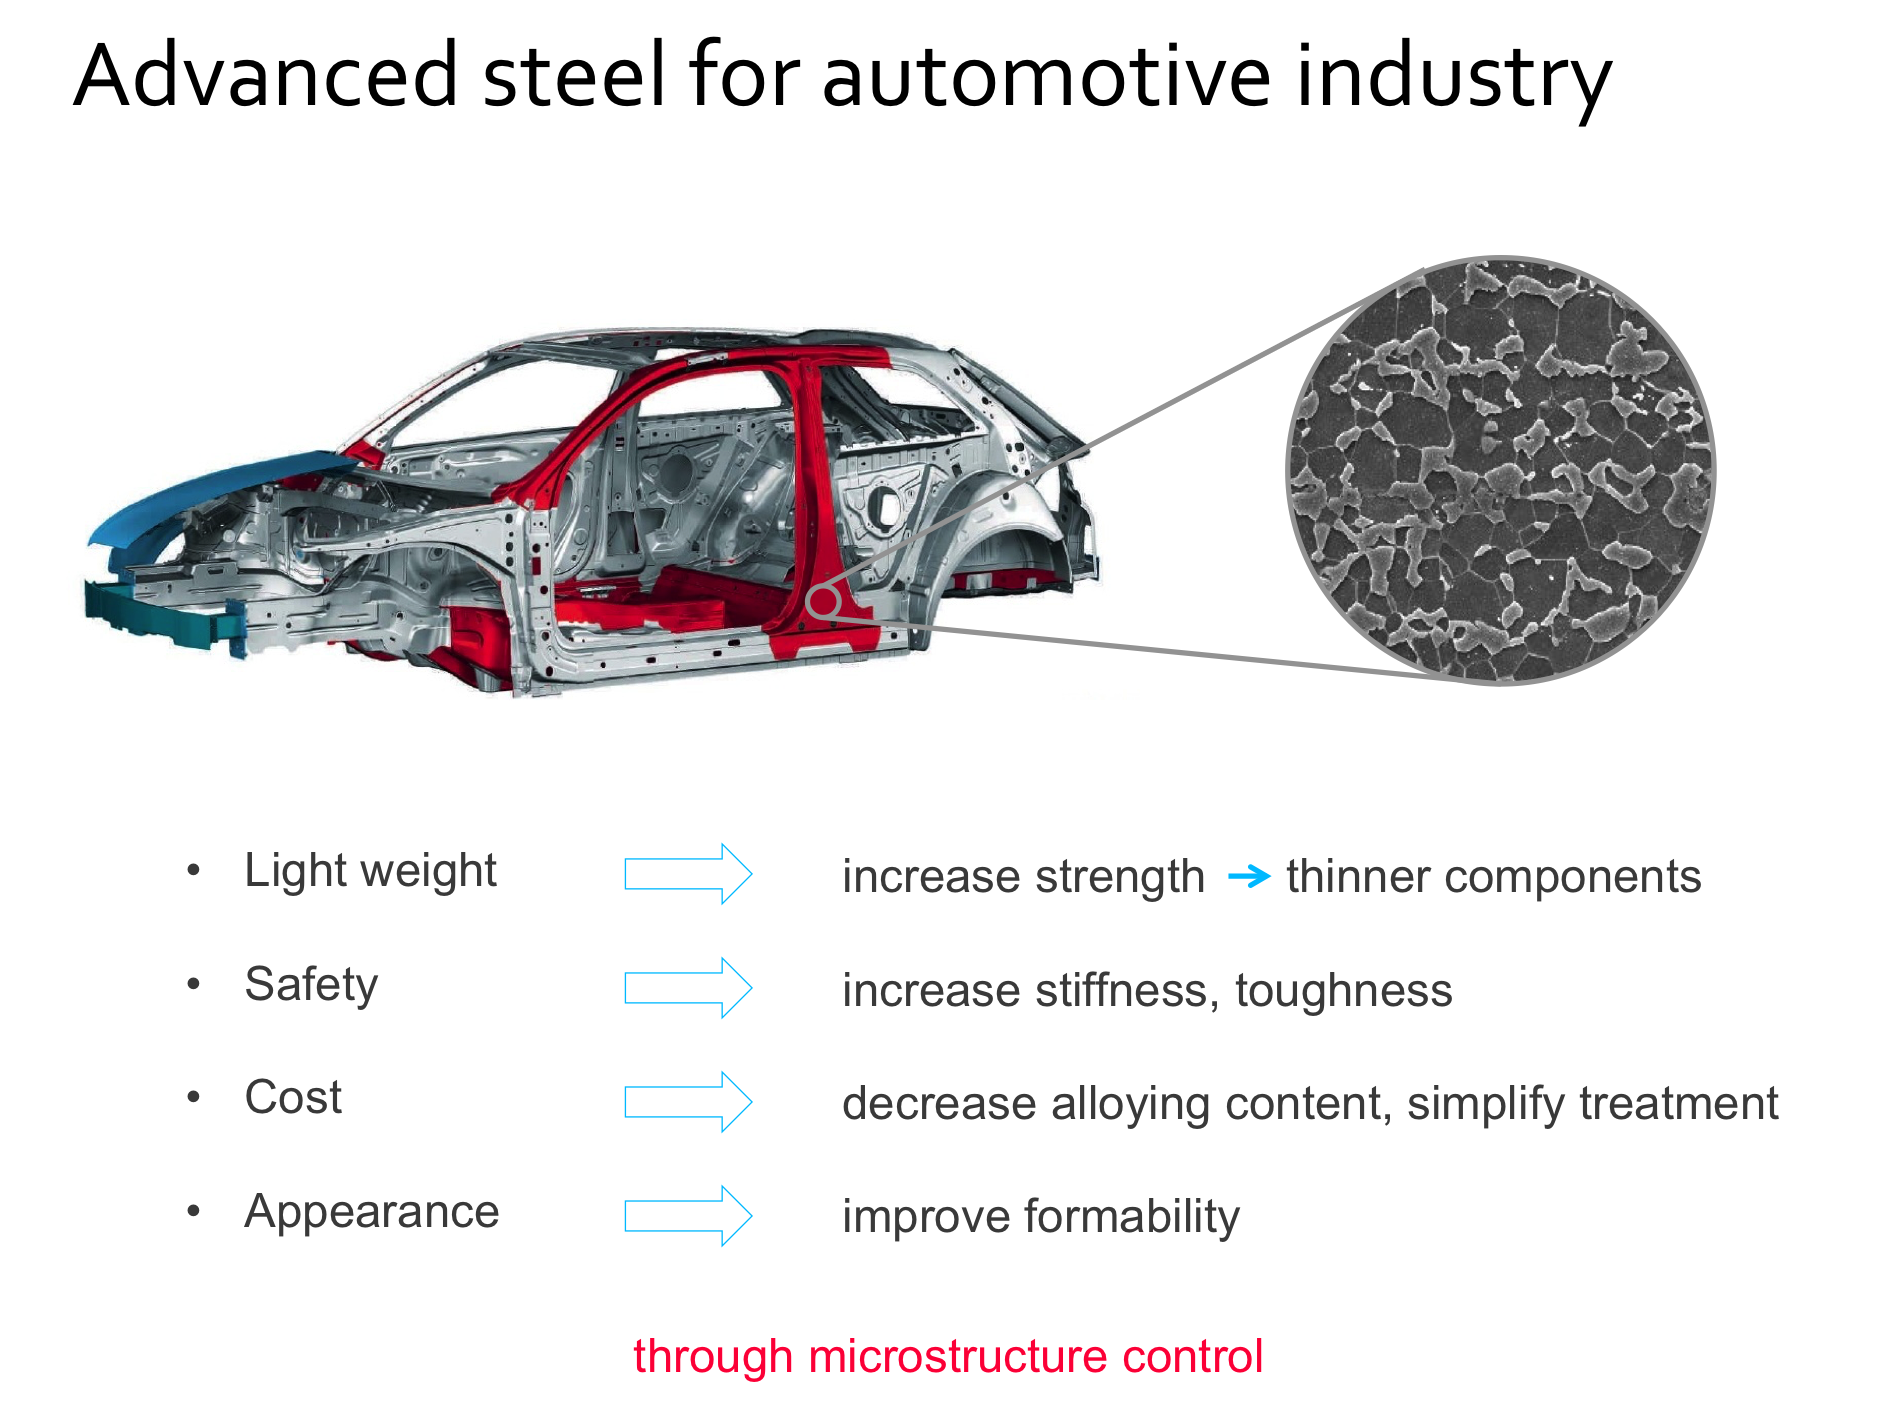 Advanced steel for automotive industry
• Light weight increase strength → thinner components
• Safety increase stiffness, toughness
• Cost decrease alloying content, simplify treatment
• Appearance improve formability
through microstructure control